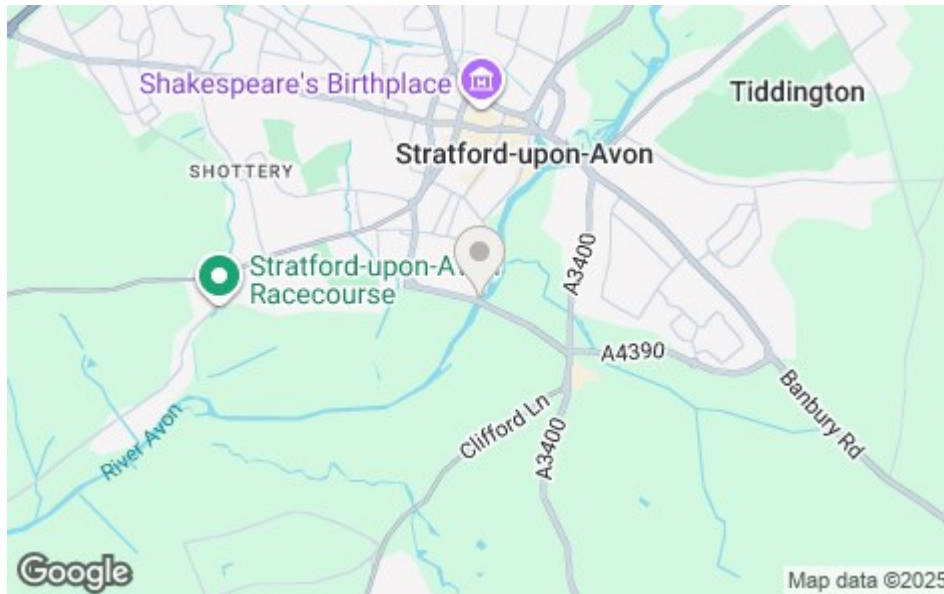 Shakespeare's Birthplace
Tiddington
Stratford-upon-Avon
SHOTTERY
Stratford-upon-Avon
Racecourse
A3400
A4390
Banbury Rd
Clifford Ln
A3400
River Avon
Google
Map data ©2025